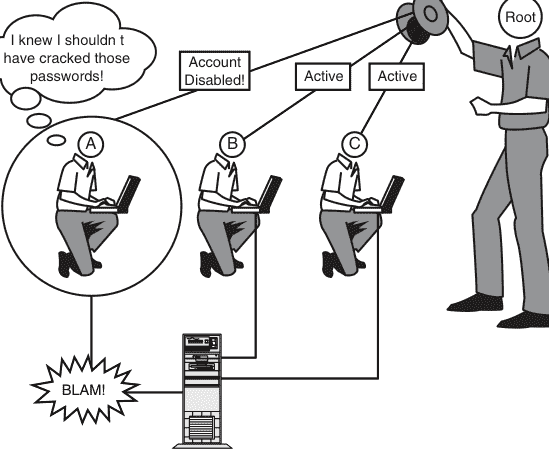 Root
I knew I shouldn t
have cracked those
passwords!
Account
Disabled!
Active
Active
A
B
C
BLAM!